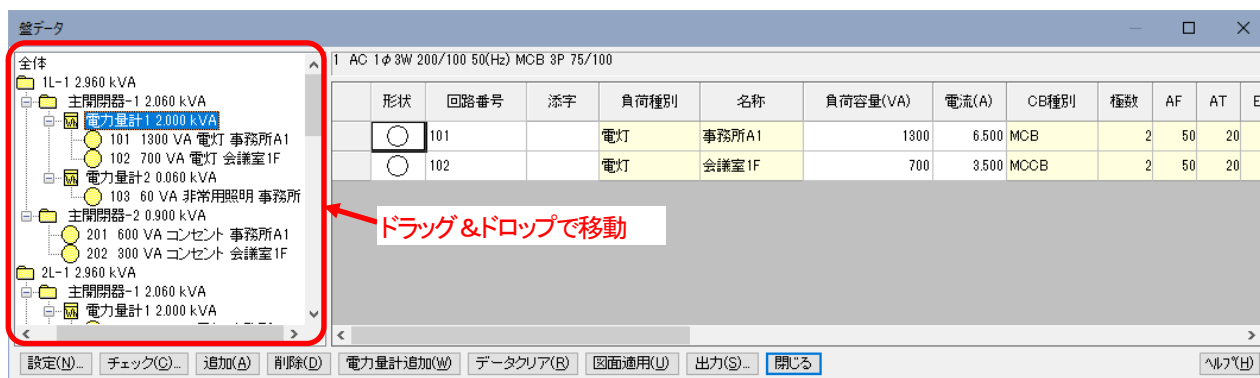 盤データ
全体
1L-1 2.960 kVA
主開閉器-1 2.060 kVA
電力量計1 2.000 kVA
101 1300 VA 電灯 事務所A1
102 700 VA 電灯 会議室1F
電力量計2 0.060 kVA
103 60 VA 非常用照明 事務所
主開閉器-2 0.900 kVA
201 600 VA コンセント 事務所A1
202 300 VA コンセント 会議室1F
2L-1 2.960 kVA
主開閉器-1 2.060 kVA
電力量計1 2.000 kVA
1 AC 1φ3W 200/100 50(Hz) MCB 3P 75/100
形状 回路番号 添字 負荷種別 名称 負荷容量(VA) 電流(A) CB種別 極数 AF AT E
101 電灯 事務所A1 1300 6.500 MCB 2 50 20
102 電灯 会議室1F 700 3.500 MCCB 2 50 20
ドラッグ&ドロップで移動
設定(N)... チェック(C)... 追加(A) 削除(D) 電力量計追加(W) データクリア(R) 図面適用(U) 出力(S)... 閉じる ヘルプ(H)